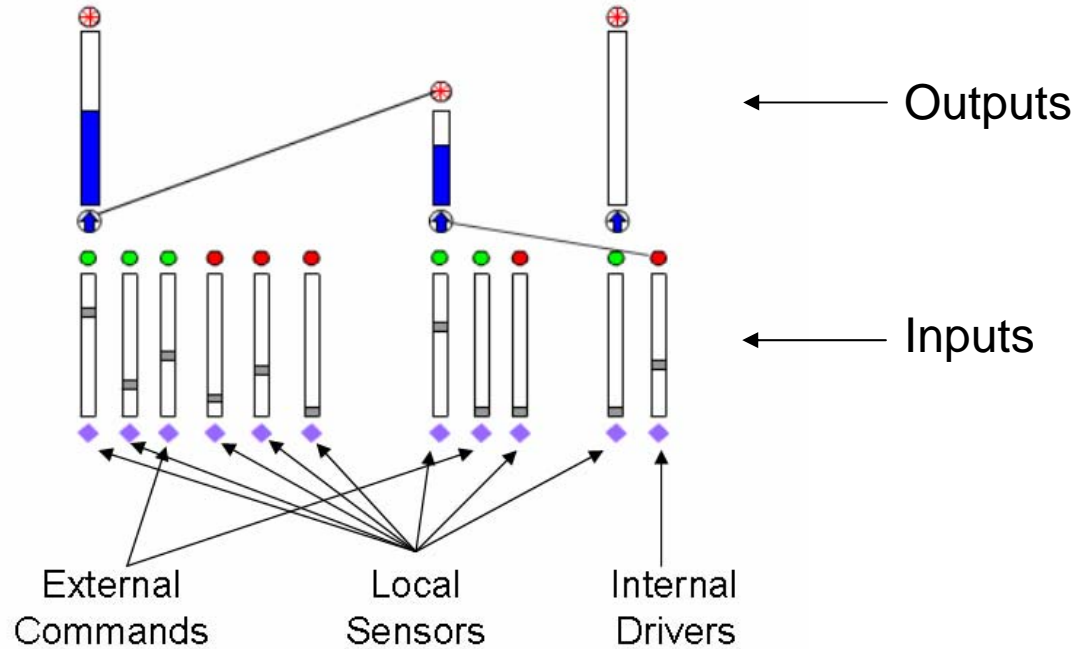 Outputs
Inputs
External
Commands
Local
Sensors
Internal
Drivers